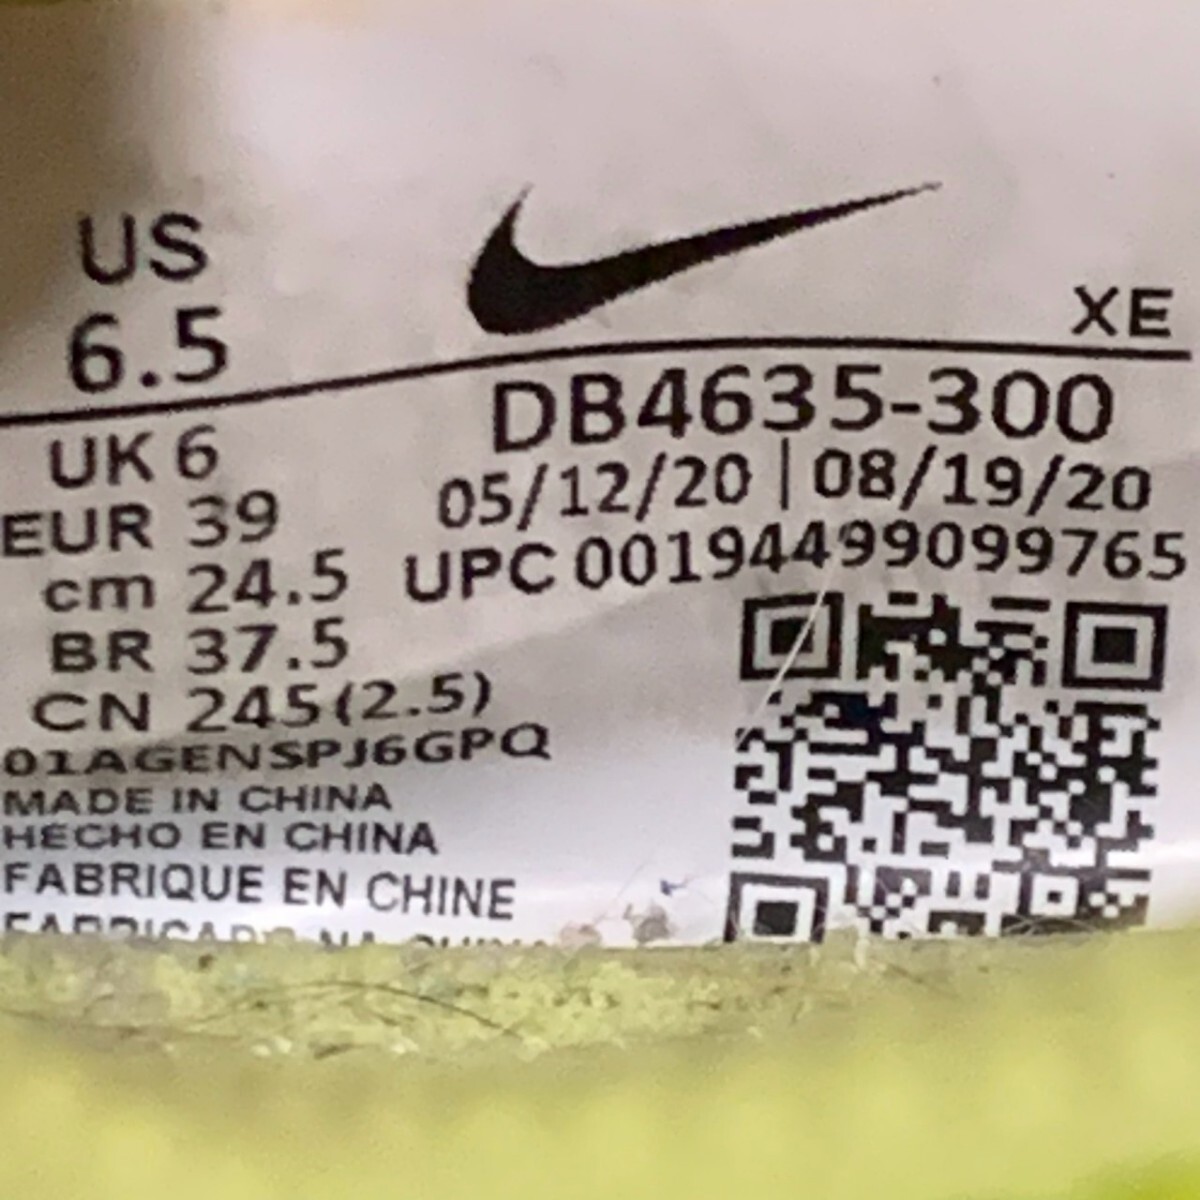 US
6.5
XE
UK 6
EUR 39
cm 24.5
BR 37.5
CN 245(2.5)
01AGENSPJ6GPQ
MADE IN CHINA
HECHO EN CHINA
FABRIQUE EN CHINE
DB4635-300
05/12/20 | 08/19/20
UPC 00194499099765